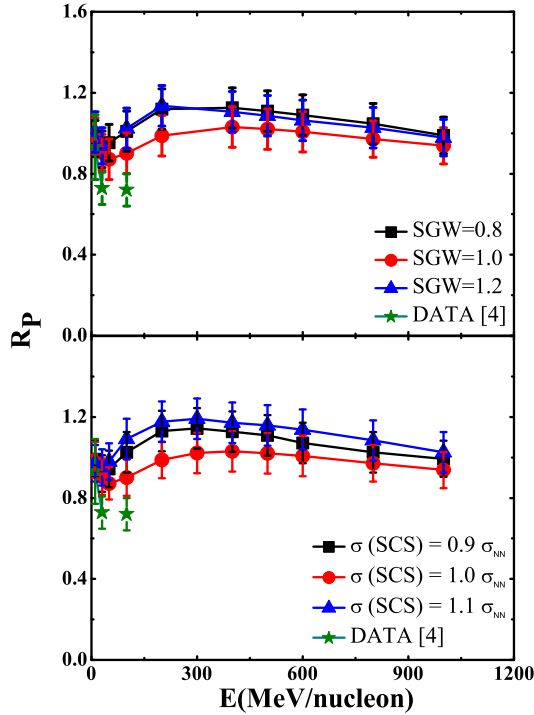 1.6
1.2
0.8
0.4
0.0
SGW=0.8
SGW=1.0
SGW=1.2
DATA [4]
R_P
1.2
0.8
0.4
0.0
σ (SCS) = 0.9 σ_NN
σ (SCS) = 1.0 σ_NN
σ (SCS) = 1.1 σ_NN
DATA [4]
0 300 600 900 1200
E(MeV/nucleon)